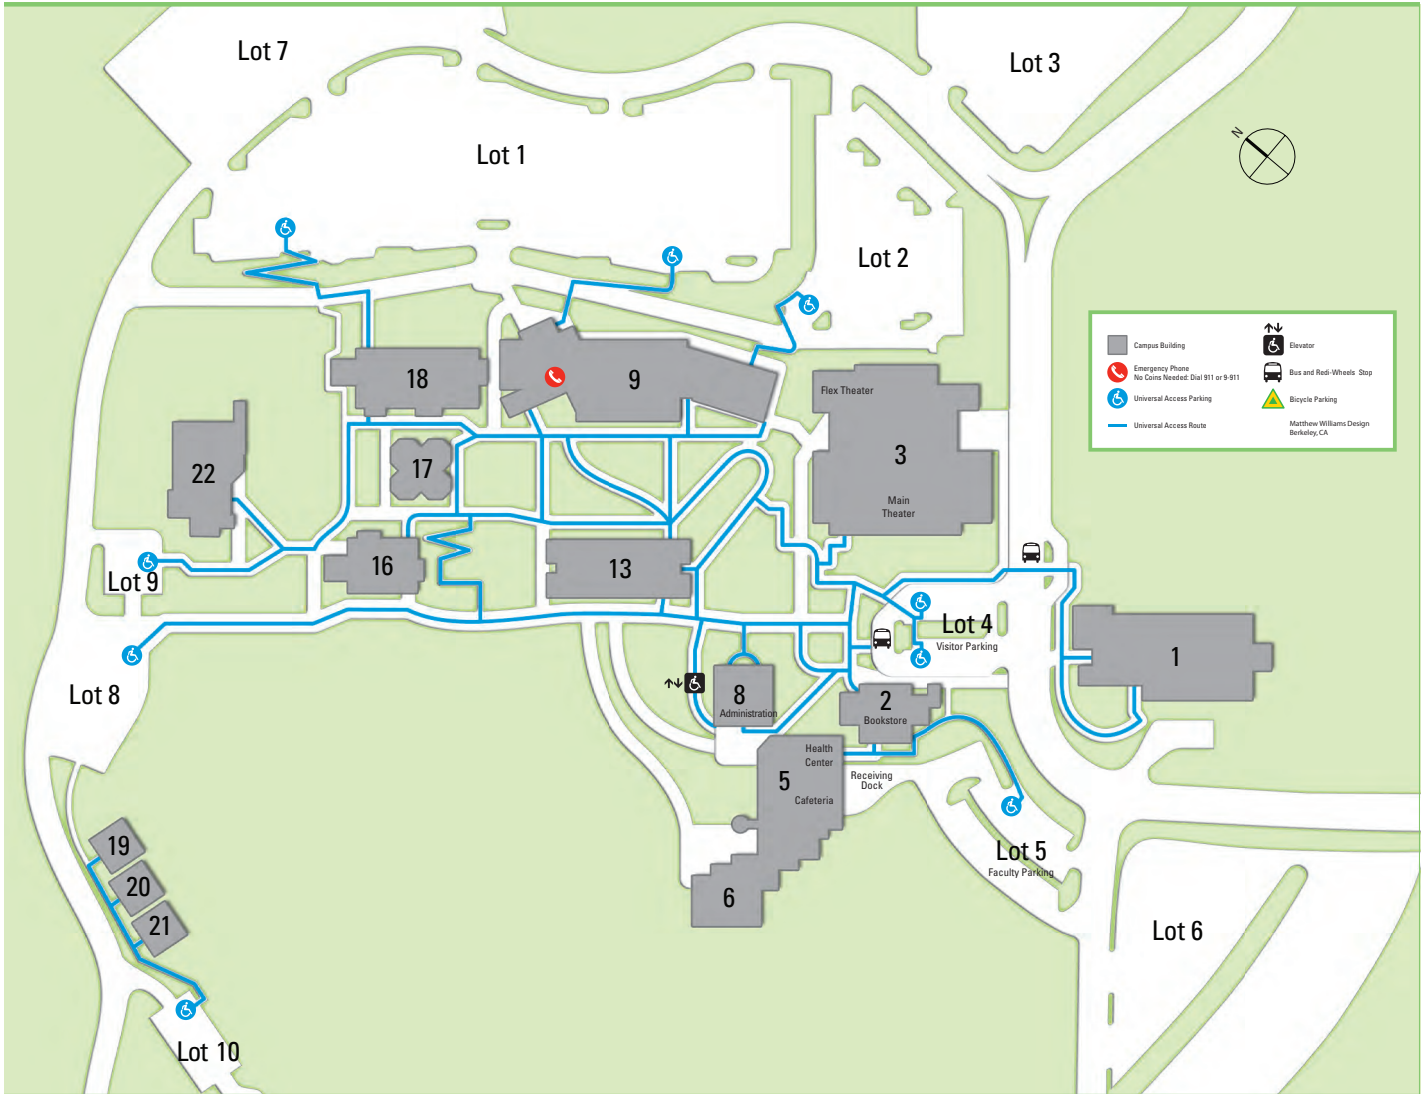 Lot 7
Lot 3
Lot 1
N
Lot 2
Campus Building
Elevator
Emergency Phone
No Coins Needed: Dial 911 or 9-911
Bus and Redi-Wheels Stop
Universal Access Parking
Bicycle Parking
Universal Access Route
Matthew Williams Design
Berkeley, CA
18
9
Flex Theater
3
22
17
Main
Theater
16
13
Lot 9
Lot 4
Visitor Parking
1
Lot 8
8
Administration
2
Bookstore
Health
Center
5
Cafeteria
Receiving
Dock
19
20
21
6
Lot 5
Faculty Parking
Lot 6
Lot 10